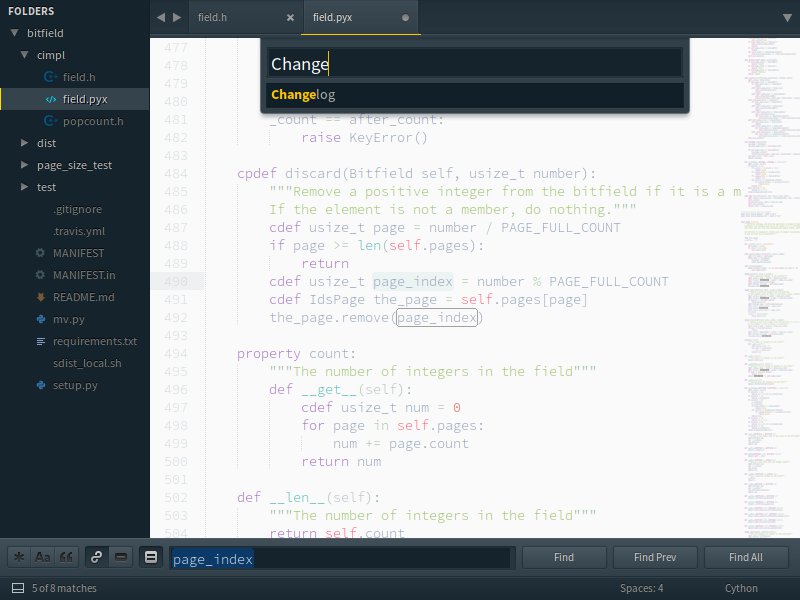 FOLDERS
bitfield
cimpl
field.h
field.pyx
popcount.h
dist
page_size_test
test
.gitignore
.travis.yml
MANIFEST
MANIFEST.in
README.md
mv.py
requirements.txt
sdist_local.sh
setup.py
field.h
field.pyx
Change
Changelog
477
478
479
480
481 _count == after_count:
482 raise KeyError()
483
484 cpdef discard(Bitfield self, usize_t number):
485 """Remove a positive integer from the bitfield if it is a m
486 If the element is not a member, do nothing."""
487 cdef usize_t page = number / PAGE_FULL_COUNT
488 if page >= len(self.pages):
489 return
490 cdef usize_t page_index = number % PAGE_FULL_COUNT
491 cdef IdsPage the_page = self.pages[page]
492 the_page.remove(page_index)
493
494 property count:
495 """The number of integers in the field"""
496 def __get__(self):
497 cdef usize_t num = 0
498 for page in self.pages:
499 num += page.count
500 return num
501
502 def __len__(self):
503 """The number of integers in the field"""
504 return self.count
Aa
page_index
Find
Find Prev
Find All
5 of 8 matches
Spaces: 4
Cython